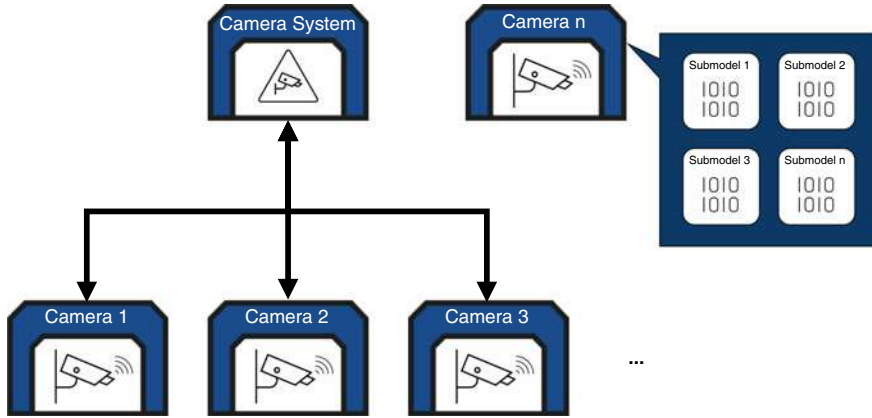 Camera System
Camera n
Submodel 1
1010
1010
Submodel 2
1010
1010
Submodel 3
1010
1010
Submodel n
1010
1010
Camera 1
Camera 2
Camera 3
...